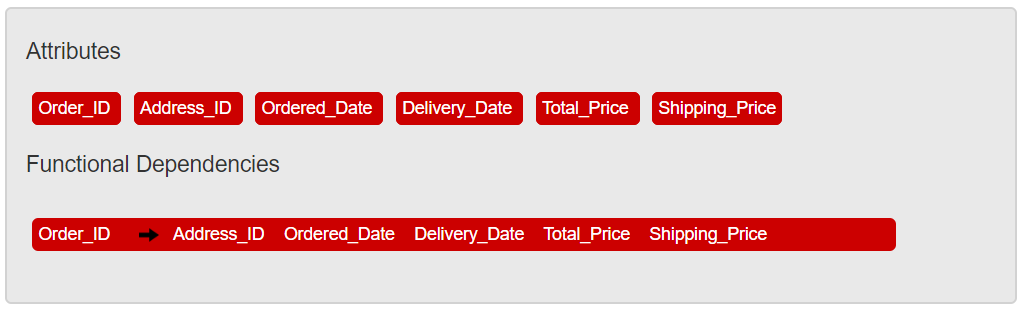 Attributes
Order_ID Address_ID Ordered_Date Delivery_Date Total_Price Shipping_Price
Functional Dependencies
Order_ID → Address_ID Ordered_Date Delivery_Date Total_Price Shipping_Price